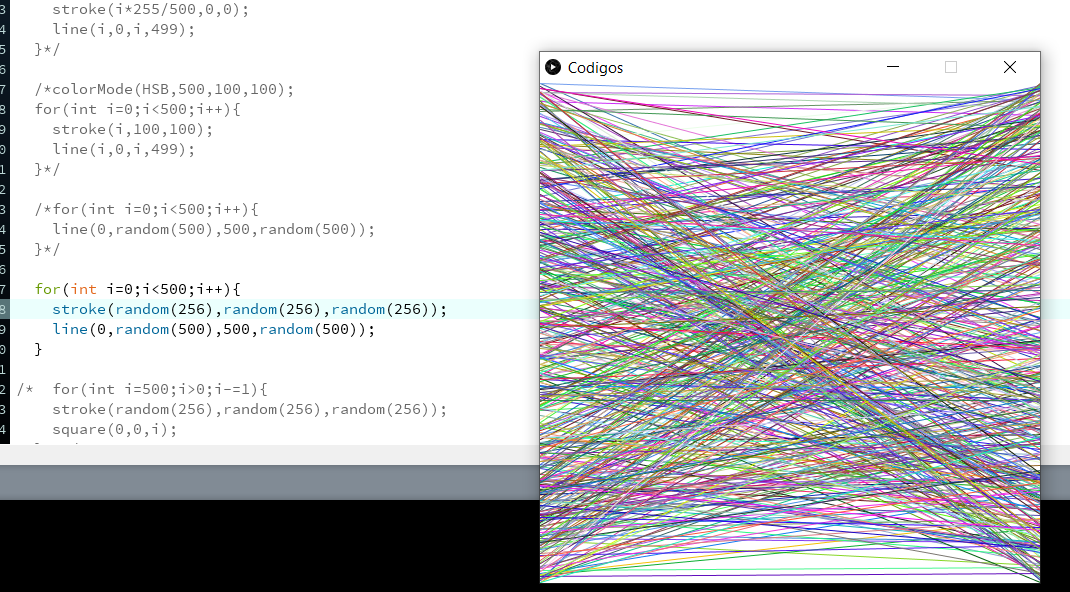 3 stroke(i*255/500,0,0);
4 line(i,0,i,499);
5 }*/
6
7 /*colorMode(HSB,500,100,100);
8 for(int i=0;i<500;i++){
9 stroke(i,100,100);
0 line(i,0,i,499);
1 }*/
2
3 /*for(int i=0;i<500;i++){
4 line(0,random(500),500,random(500));
5 }*/
6
7 for(int i=0;i<500;i++){
8 stroke(random(256),random(256),random(256));
9 line(0,random(500),500,random(500));
0 }
1
2 /* for(int i=500;i>0;i-=1){
3 stroke(random(256),random(256),random(256));
4 square(0,0,i);
Codigos